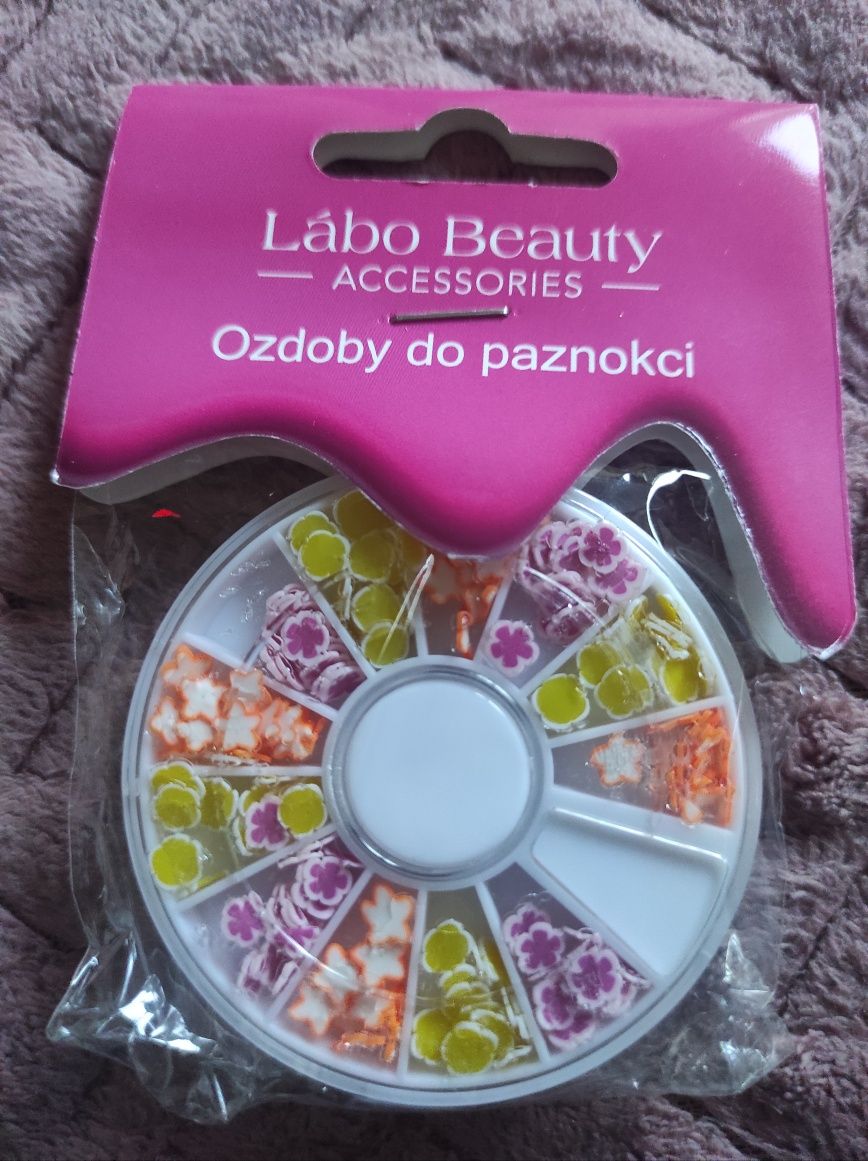 Lábo Beauty
ACCESSORIES
Ozdoby do paznokci